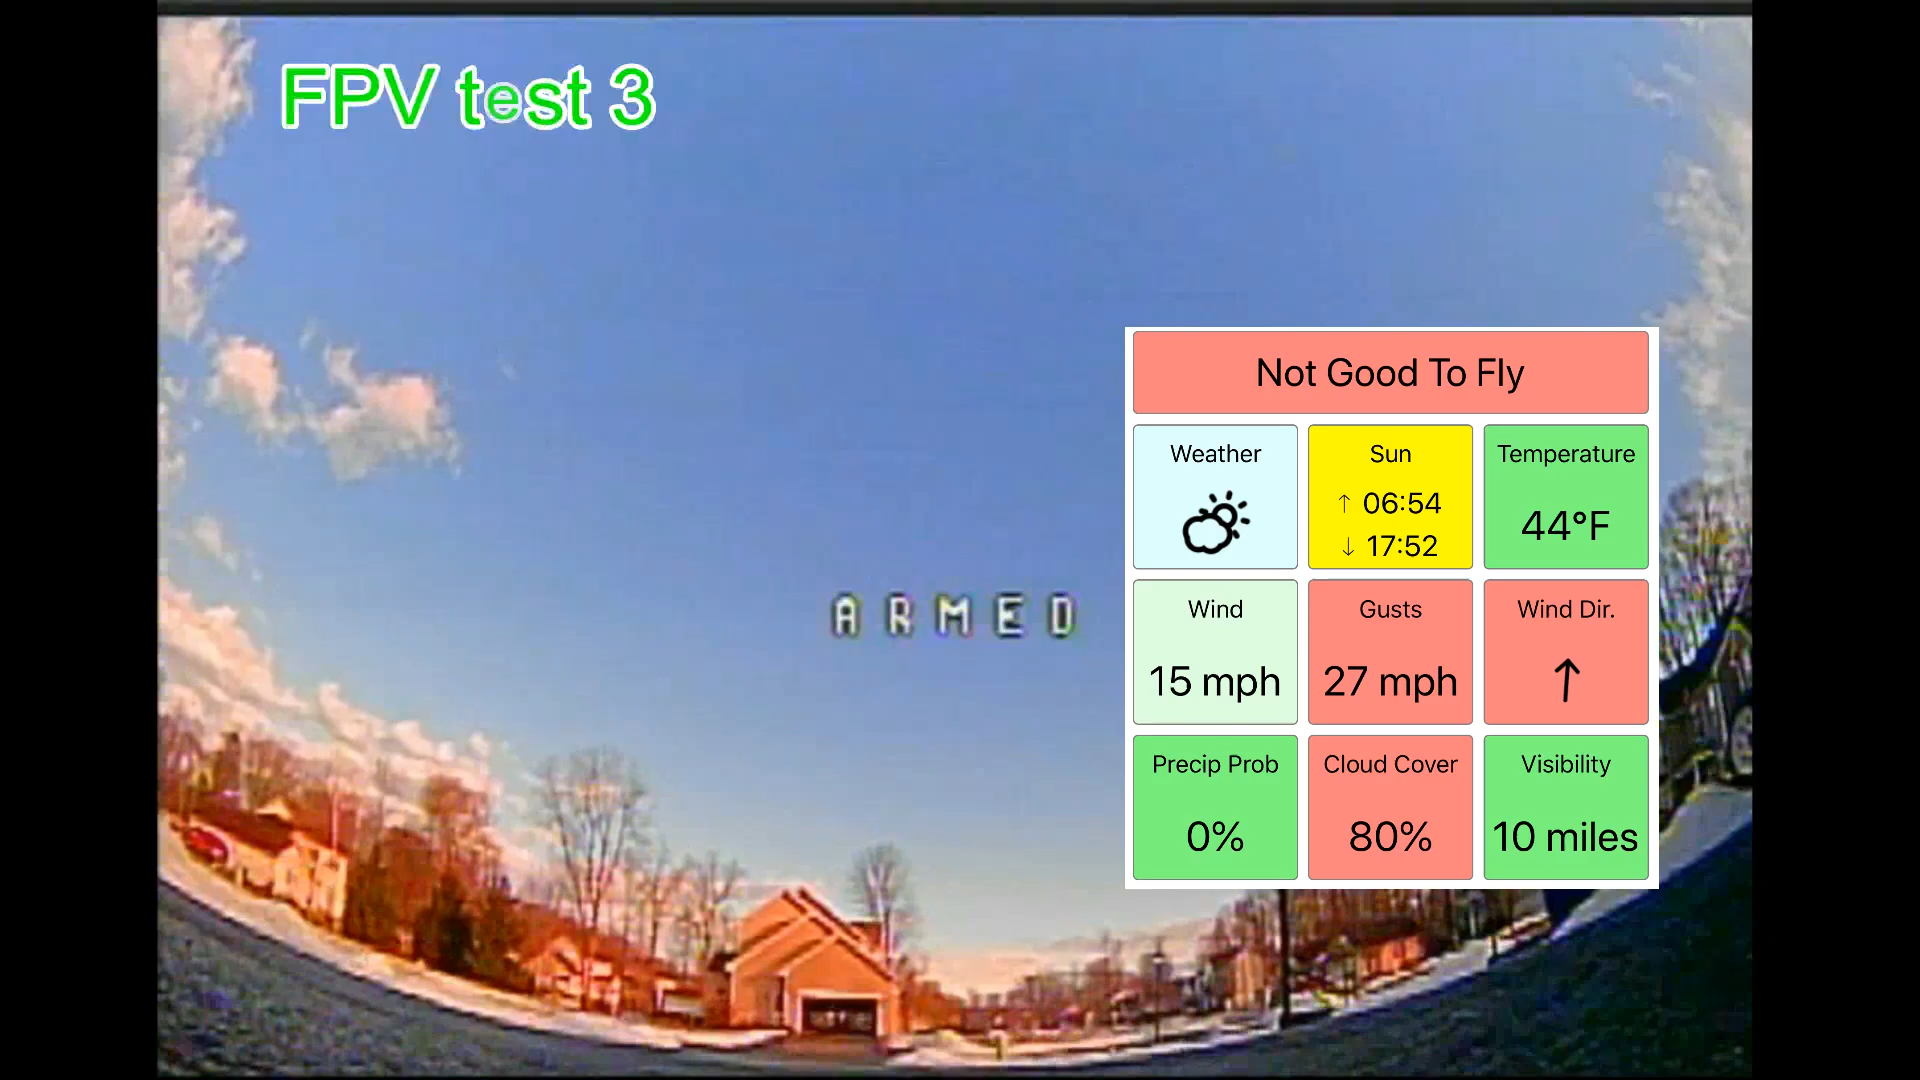 FPV test 3
Not Good To Fly
Weather
Sun
Temperature
↑ 06:54
↓ 17:52
44°F
Wind
Gusts
Wind Dir.
15 mph
27 mph
↑
Precip Prob
Cloud Cover
Visibility
0%
80%
10 miles
ARMED